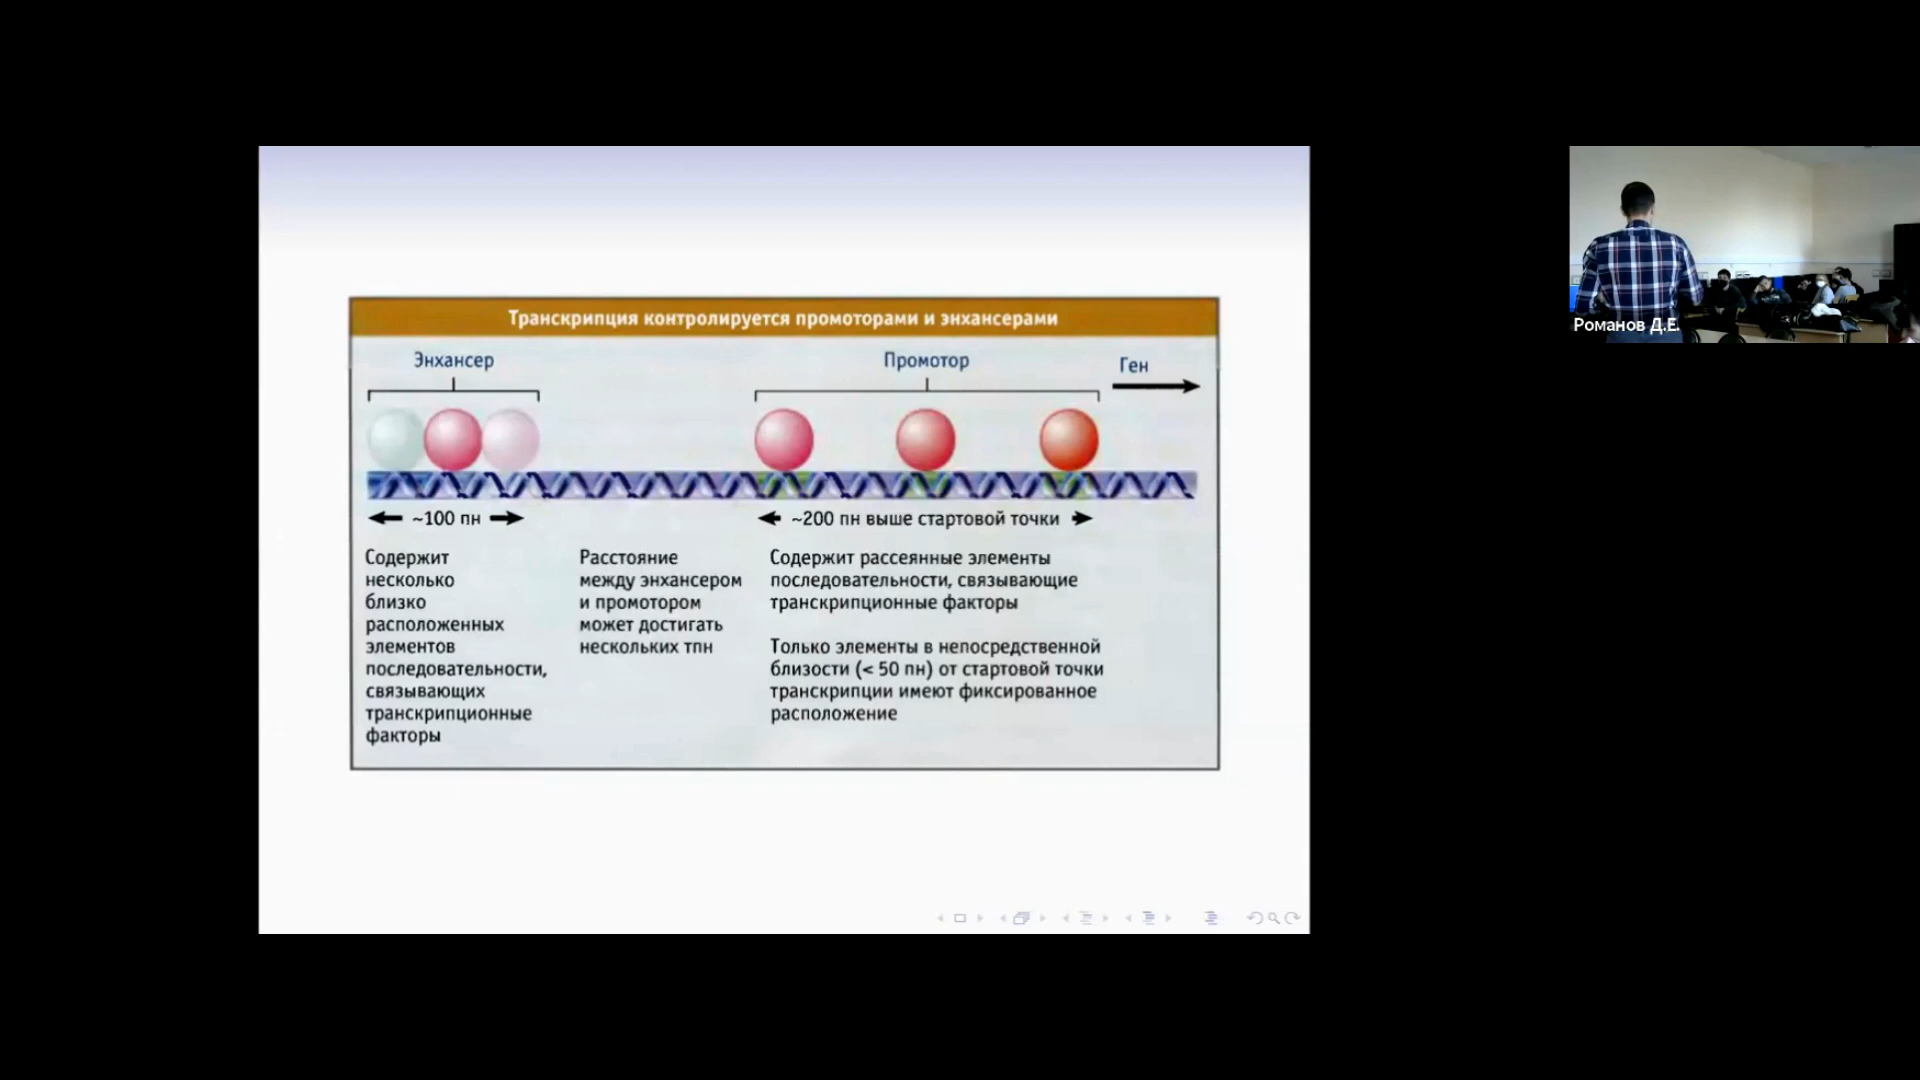 Транскрипция контролируется промоторами и энхансерами
Энхансер
Промотор
Ген
~100 пн
~200 пн выше стартовой точки
Содержит
несколько
близко
расположенных
элементов
последовательности,
связывающих
транскрипционные
факторы
Расстояние
между энхансером
и промотором
может достигать
нескольких тпн
Содержит рассеянные элементы
последовательности, связывающие
транскрипционные факторы
Только элементы в непосредственной
близости (< 50 пн) от стартовой точки
транскрипции имеют фиксированное
расположение
Романов Д.Е.